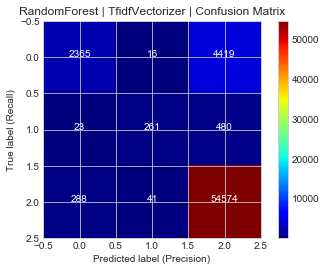 RandomForest | TfidfVectorizer | Confusion Matrix
−0.5
0.0
0.5
1.0
1.5
2.0
2.5
True label (Recall)
2365 16 4419
23 261 480
288 41 54574
−0.5 0.0 0.5 1.0 1.5 2.0 2.5
Predicted label (Precision)
50000
40000
30000
20000
10000